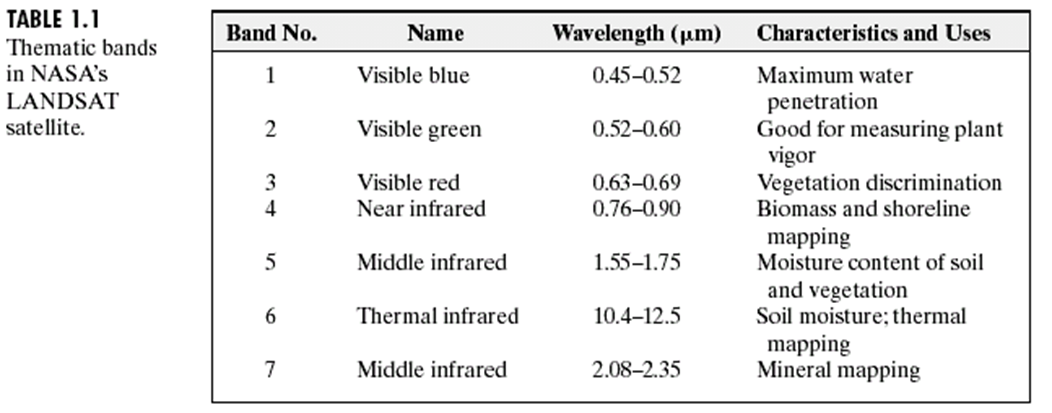 TABLE 1.1
Thematic bands
in NASA's
LANDSAT
satellite.
Band No. Name Wavelength (μm) Characteristics and Uses
1 Visible blue 0.45–0.52 Maximum water
penetration
2 Visible green 0.52–0.60 Good for measuring plant
vigor
3 Visible red 0.63–0.69 Vegetation discrimination
4 Near infrared 0.76–0.90 Biomass and shoreline
mapping
5 Middle infrared 1.55–1.75 Moisture content of soil
and vegetation
6 Thermal infrared 10.4–12.5 Soil moisture; thermal
mapping
7 Middle infrared 2.08–2.35 Mineral mapping